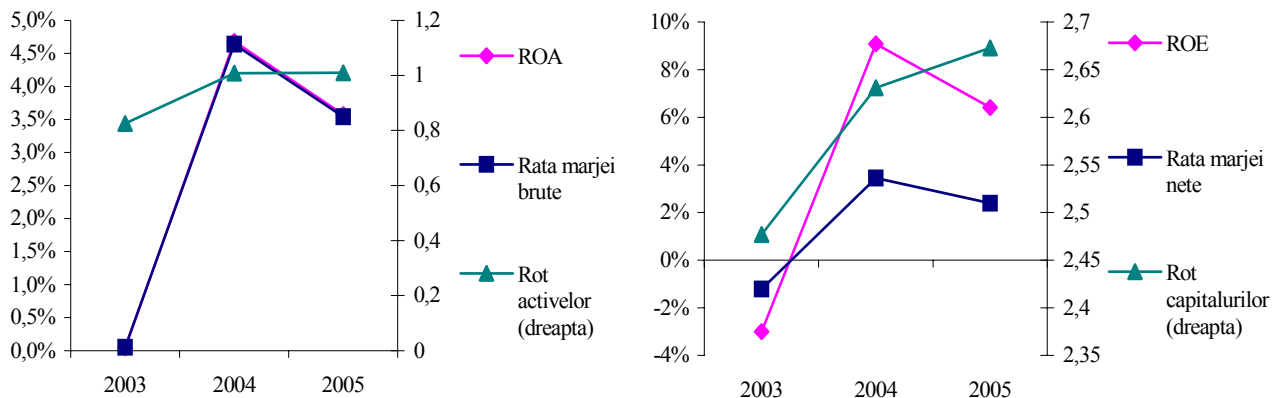 5,0%
4,5%
4,0%
3,5%
3,0%
2,5%
2,0%
1,5%
1,0%
0,5%
0,0%
1,2
1
0,8
0,6
0,4
0,2
0
2003 2004 2005
ROA
Rata marjei
brute
Rot
activelor
(dreapta)
10%
8%
6%
4%
2%
0%
-2%
-4%
2,7
2,65
2,6
2,55
2,5
2,45
2,4
2,35
2003 2004 2005
ROE
Rata marjei
nete
Rot
capitalurilor
(dreapta)